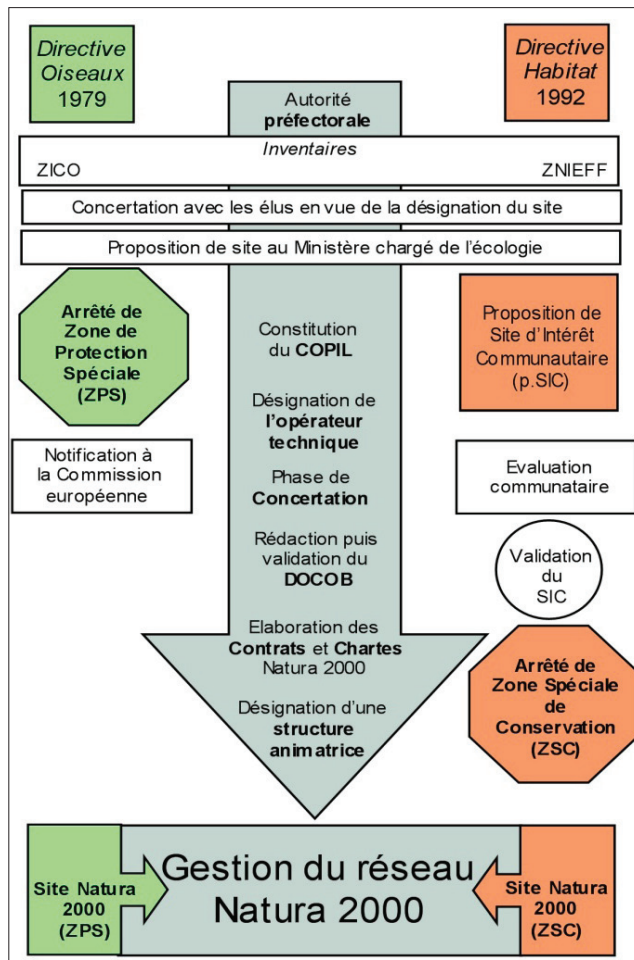 Directive
Oiseaux
1979
Autorité
préfectorale
Directive
Habitat
1992
Inventaires
ZICO
ZNIEFF
Concertation avec les élus en vue de la désignation du site
Proposition de site au Ministère chargé de l'écologie
Arrêté de
Zone de
Protection
Spéciale
(ZPS)
Notification à
la Commission
européenne
Constitution
du COPIL
Désignation de
l'opérateur
technique
Phase de
Concertation
Rédaction puis
validation du
DOCOB
Elaboration des
Contrats et Chartes
Natura 2000
Désignation d'une
structure
animatrice
Proposition de
Site d'Intérêt
Communautaire
(p.SIC)
Evaluation
communataire
Validation
du
SIC
Arrêté de
Zone Spéciale
de
Conservation
(ZSC)
Site Natura
2000
(ZPS)
Gestion du réseau
Natura 2000
Site Natura
2000
(ZSC)